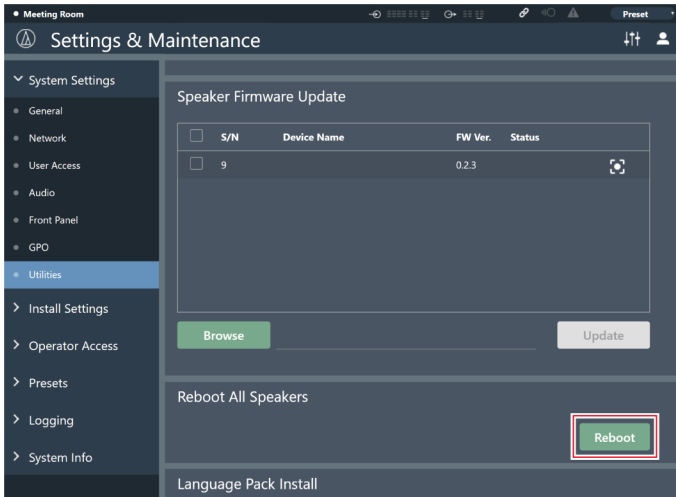 Meeting Room
Preset
Settings & Maintenance
System Settings
General
Network
User Access
Audio
Front Panel
GPO
Utilities
Install Settings
Operator Access
Presets
Logging
System Info
Speaker Firmware Update
S/N Device Name FW Ver. Status
9 0.2.3
Browse Update
Reboot All Speakers
Reboot
Language Pack Install